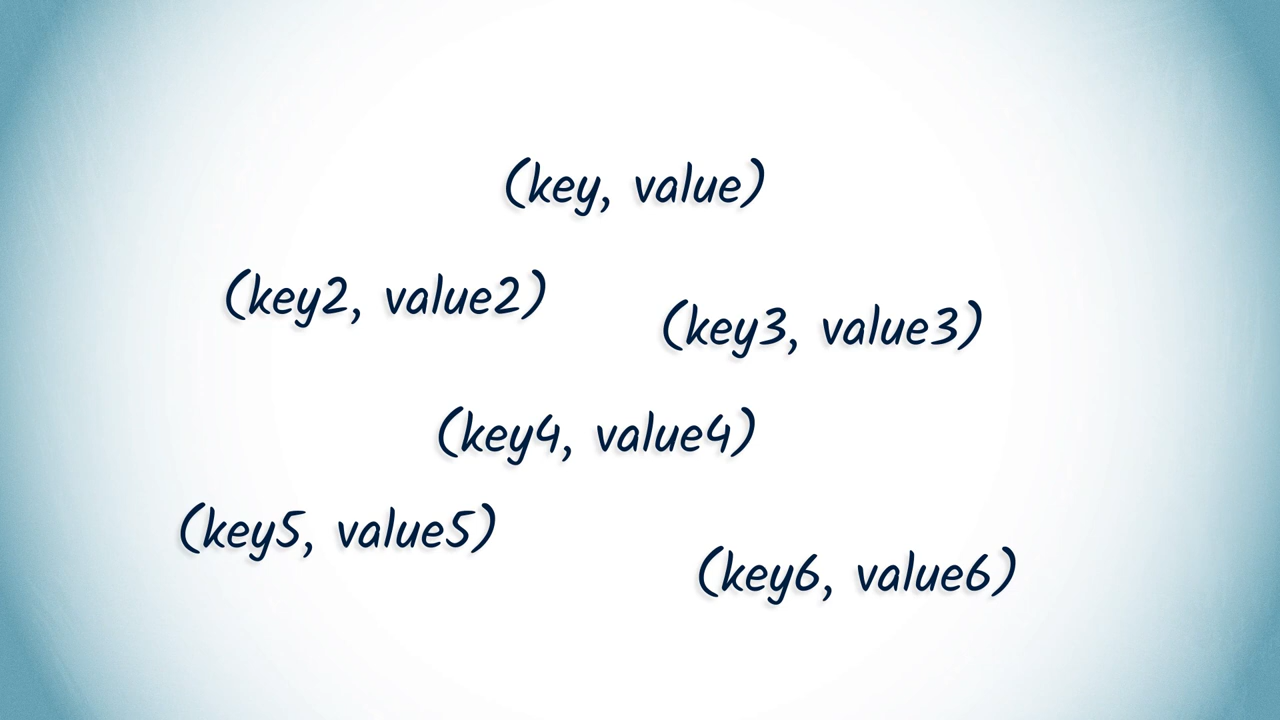 (key, value)
(key2, value2)
(key3, value3)
(key4, value4)
(key5, value5)
(key6, value6)